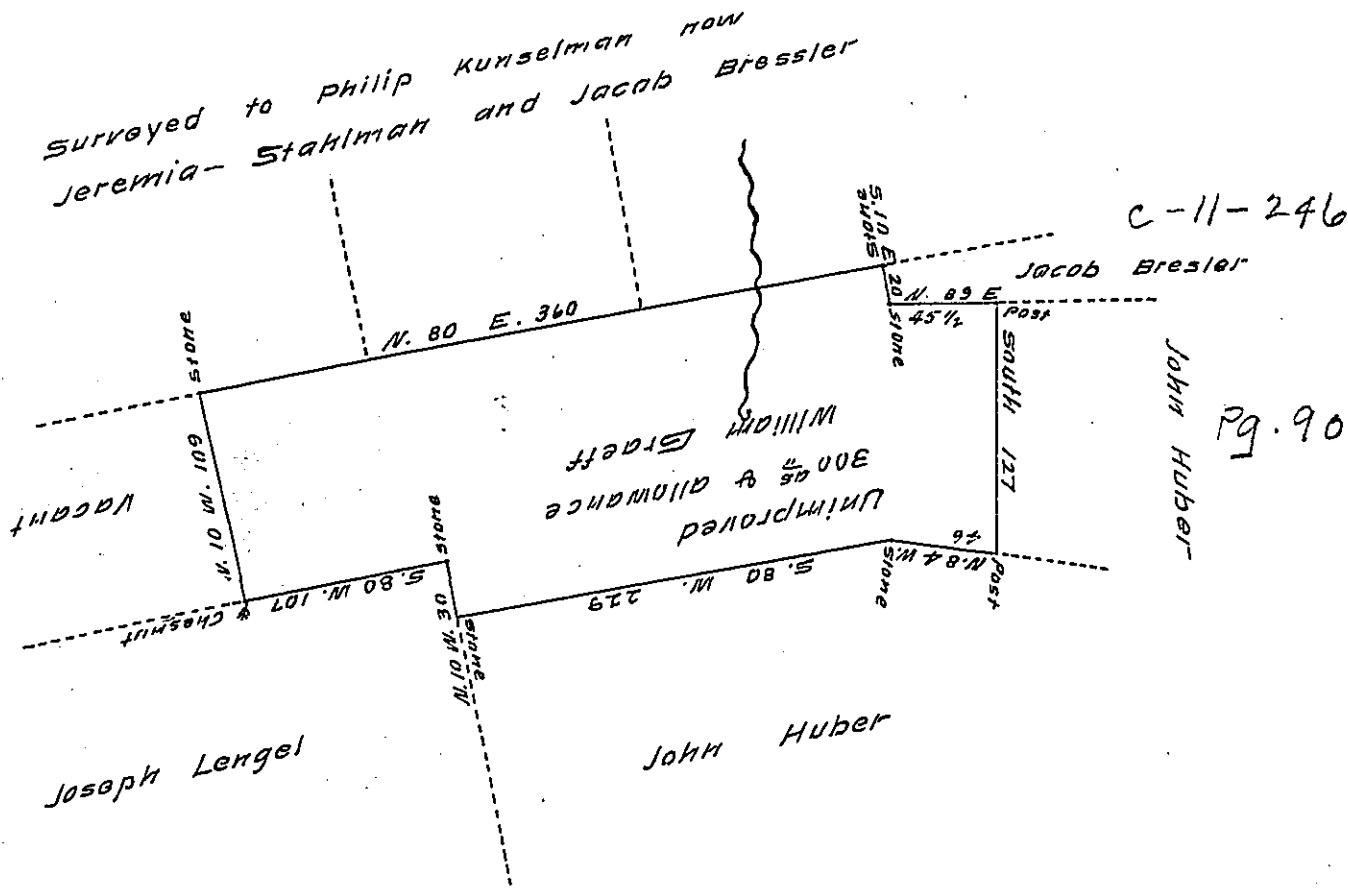 Surveyed to Philip Kunselman now
Jeremia- Stahlman and Jacob Bressler
C-11-246
Jacob Bresler
S. 10 E. 20
stone
N. 89 E
45 1/2
Post
stone
N. 80 E. 360
stone
South 127
John Huber
Pg. 90
William Graeff
300 as & allowance
Unimproved
Vacant
N. 10 W. 109
Chesnut
S. 80 W. 107
stone
N. 10 W. 30
stone
S. 80 W. 229
stone
N. 84 W.
46
Post
Joseph Lengel
John Huber